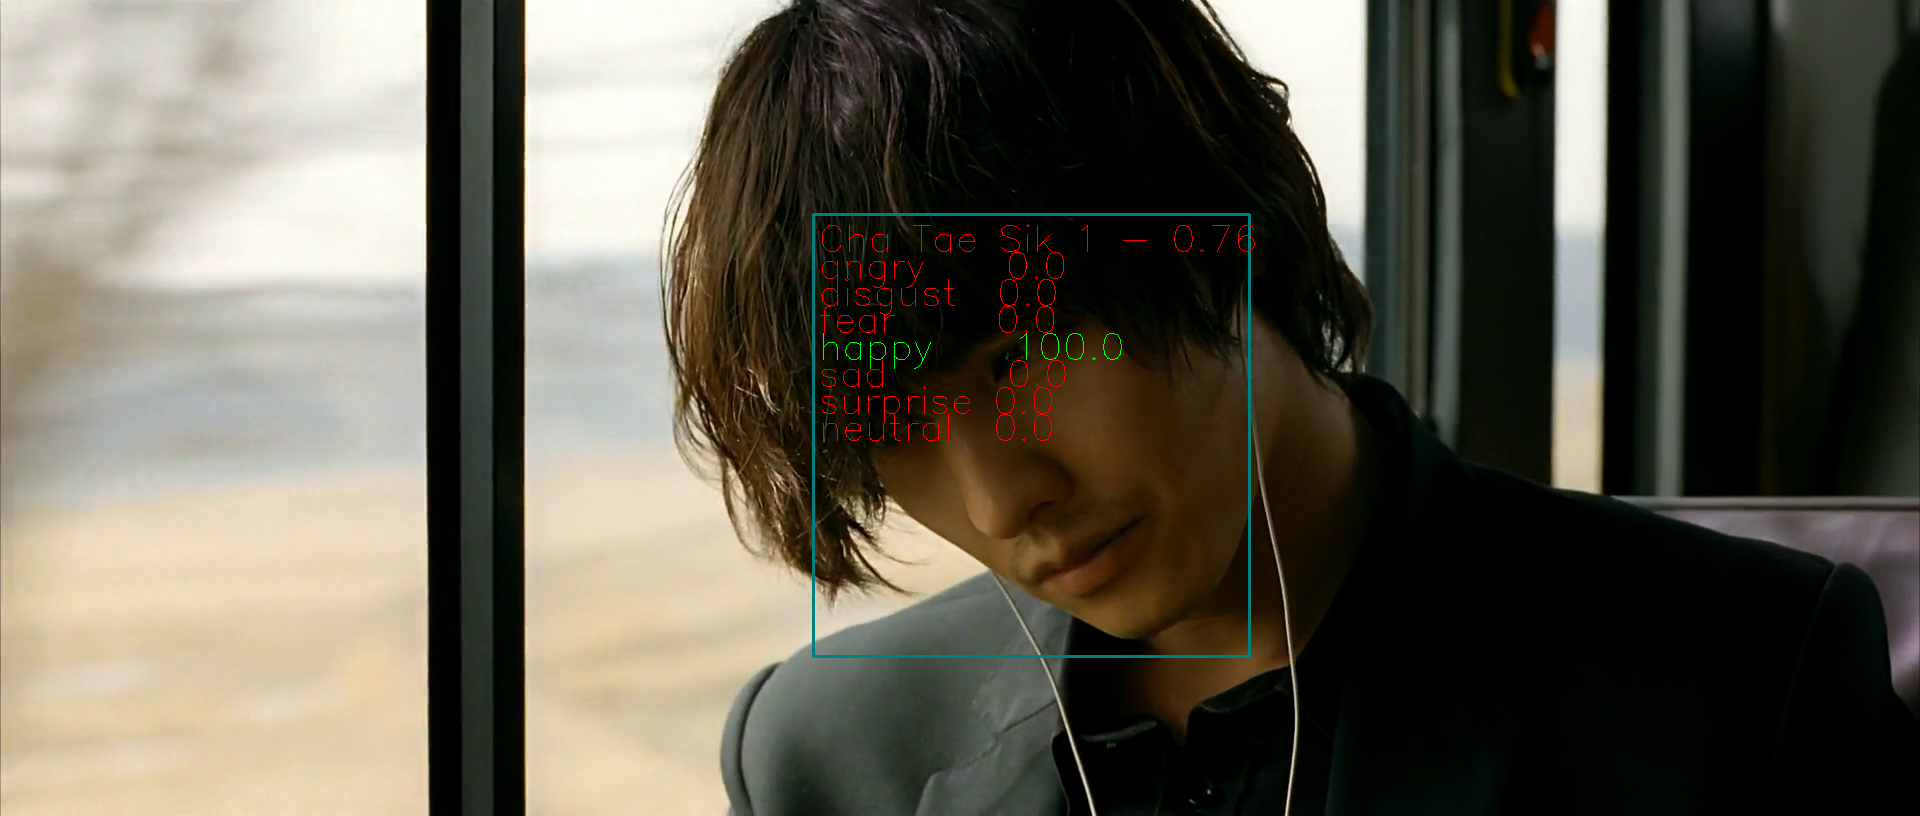 Cha Tae Sik 1 - 0.76
angry 0.0
disgust 0.0
fear 0.0
happy 100.0
sad 0.0
surprise 0.0
neutral 0.0